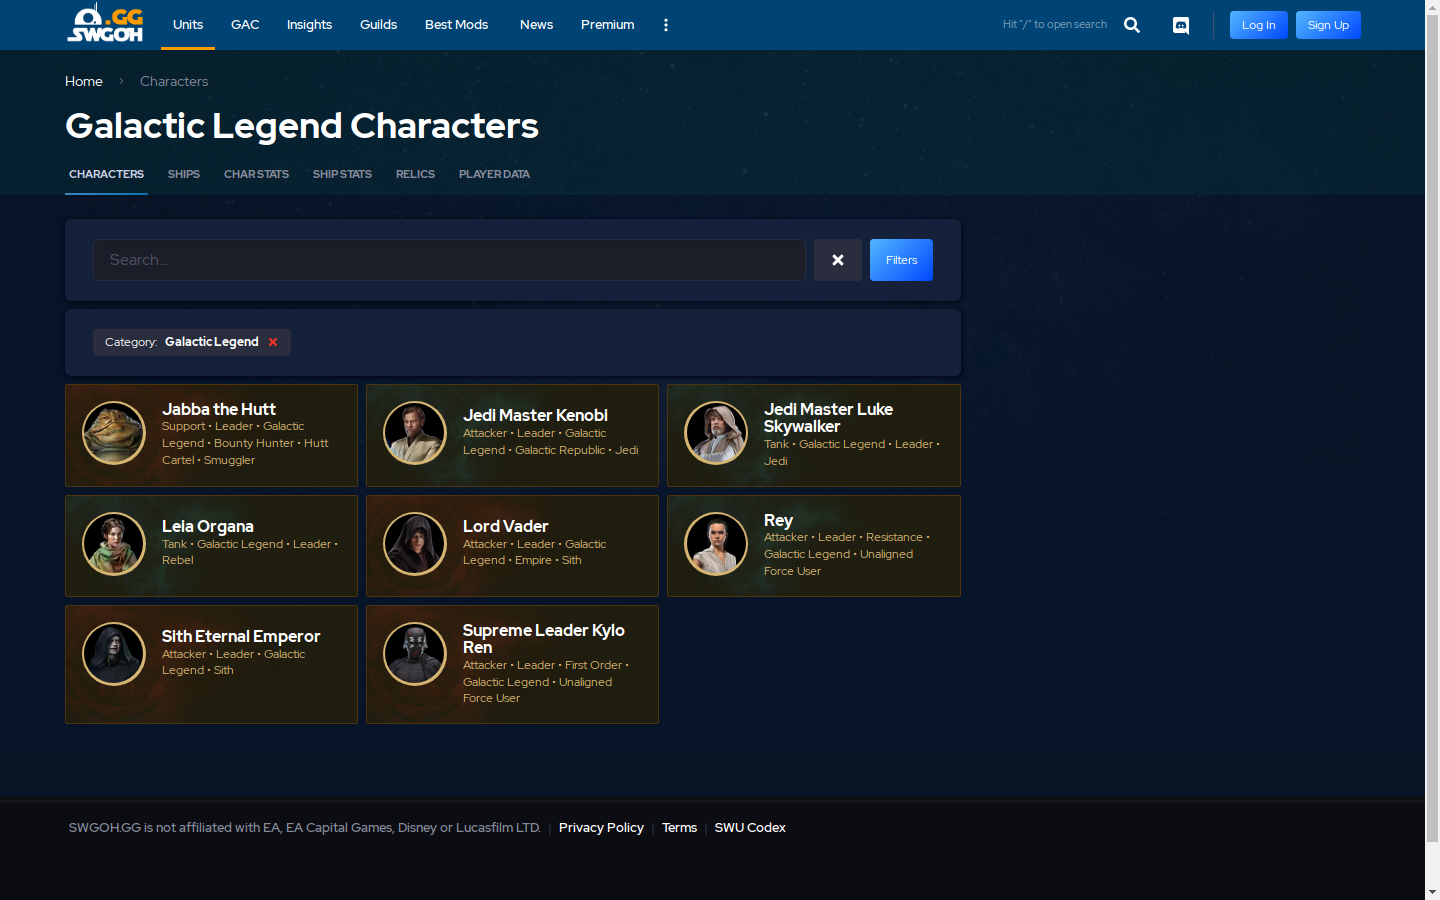 .GG
SWGOH
Units
GAC
Insights
Guilds
Best Mods
News
Premium
Hit "/" to open search
Log In
Sign Up
Home
Characters
Galactic Legend Characters
CHARACTERS
SHIPS
CHAR STATS
SHIP STATS
RELICS
PLAYER DATA
Search...
Filters
Category: Galactic Legend
Jabba the Hutt
Support • Leader • Galactic
Legend • Bounty Hunter • Hutt
Cartel • Smuggler
Jedi Master Kenobi
Attacker • Leader • Galactic
Legend • Galactic Republic • Jedi
Jedi Master Luke
Skywalker
Tank • Galactic Legend • Leader •
Jedi
Leia Organa
Tank • Galactic Legend • Leader •
Rebel
Lord Vader
Attacker • Leader • Galactic
Legend • Empire • Sith
Rey
Attacker • Leader • Resistance •
Galactic Legend • Unaligned
Force User
Sith Eternal Emperor
Attacker • Leader • Galactic
Legend • Sith
Supreme Leader Kylo
Ren
Attacker • Leader • First Order •
Galactic Legend • Unaligned
Force User
SWGOH.GG is not affiliated with EA, EA Capital Games, Disney or Lucasfilm LTD. | Privacy Policy | Terms | SWU Codex